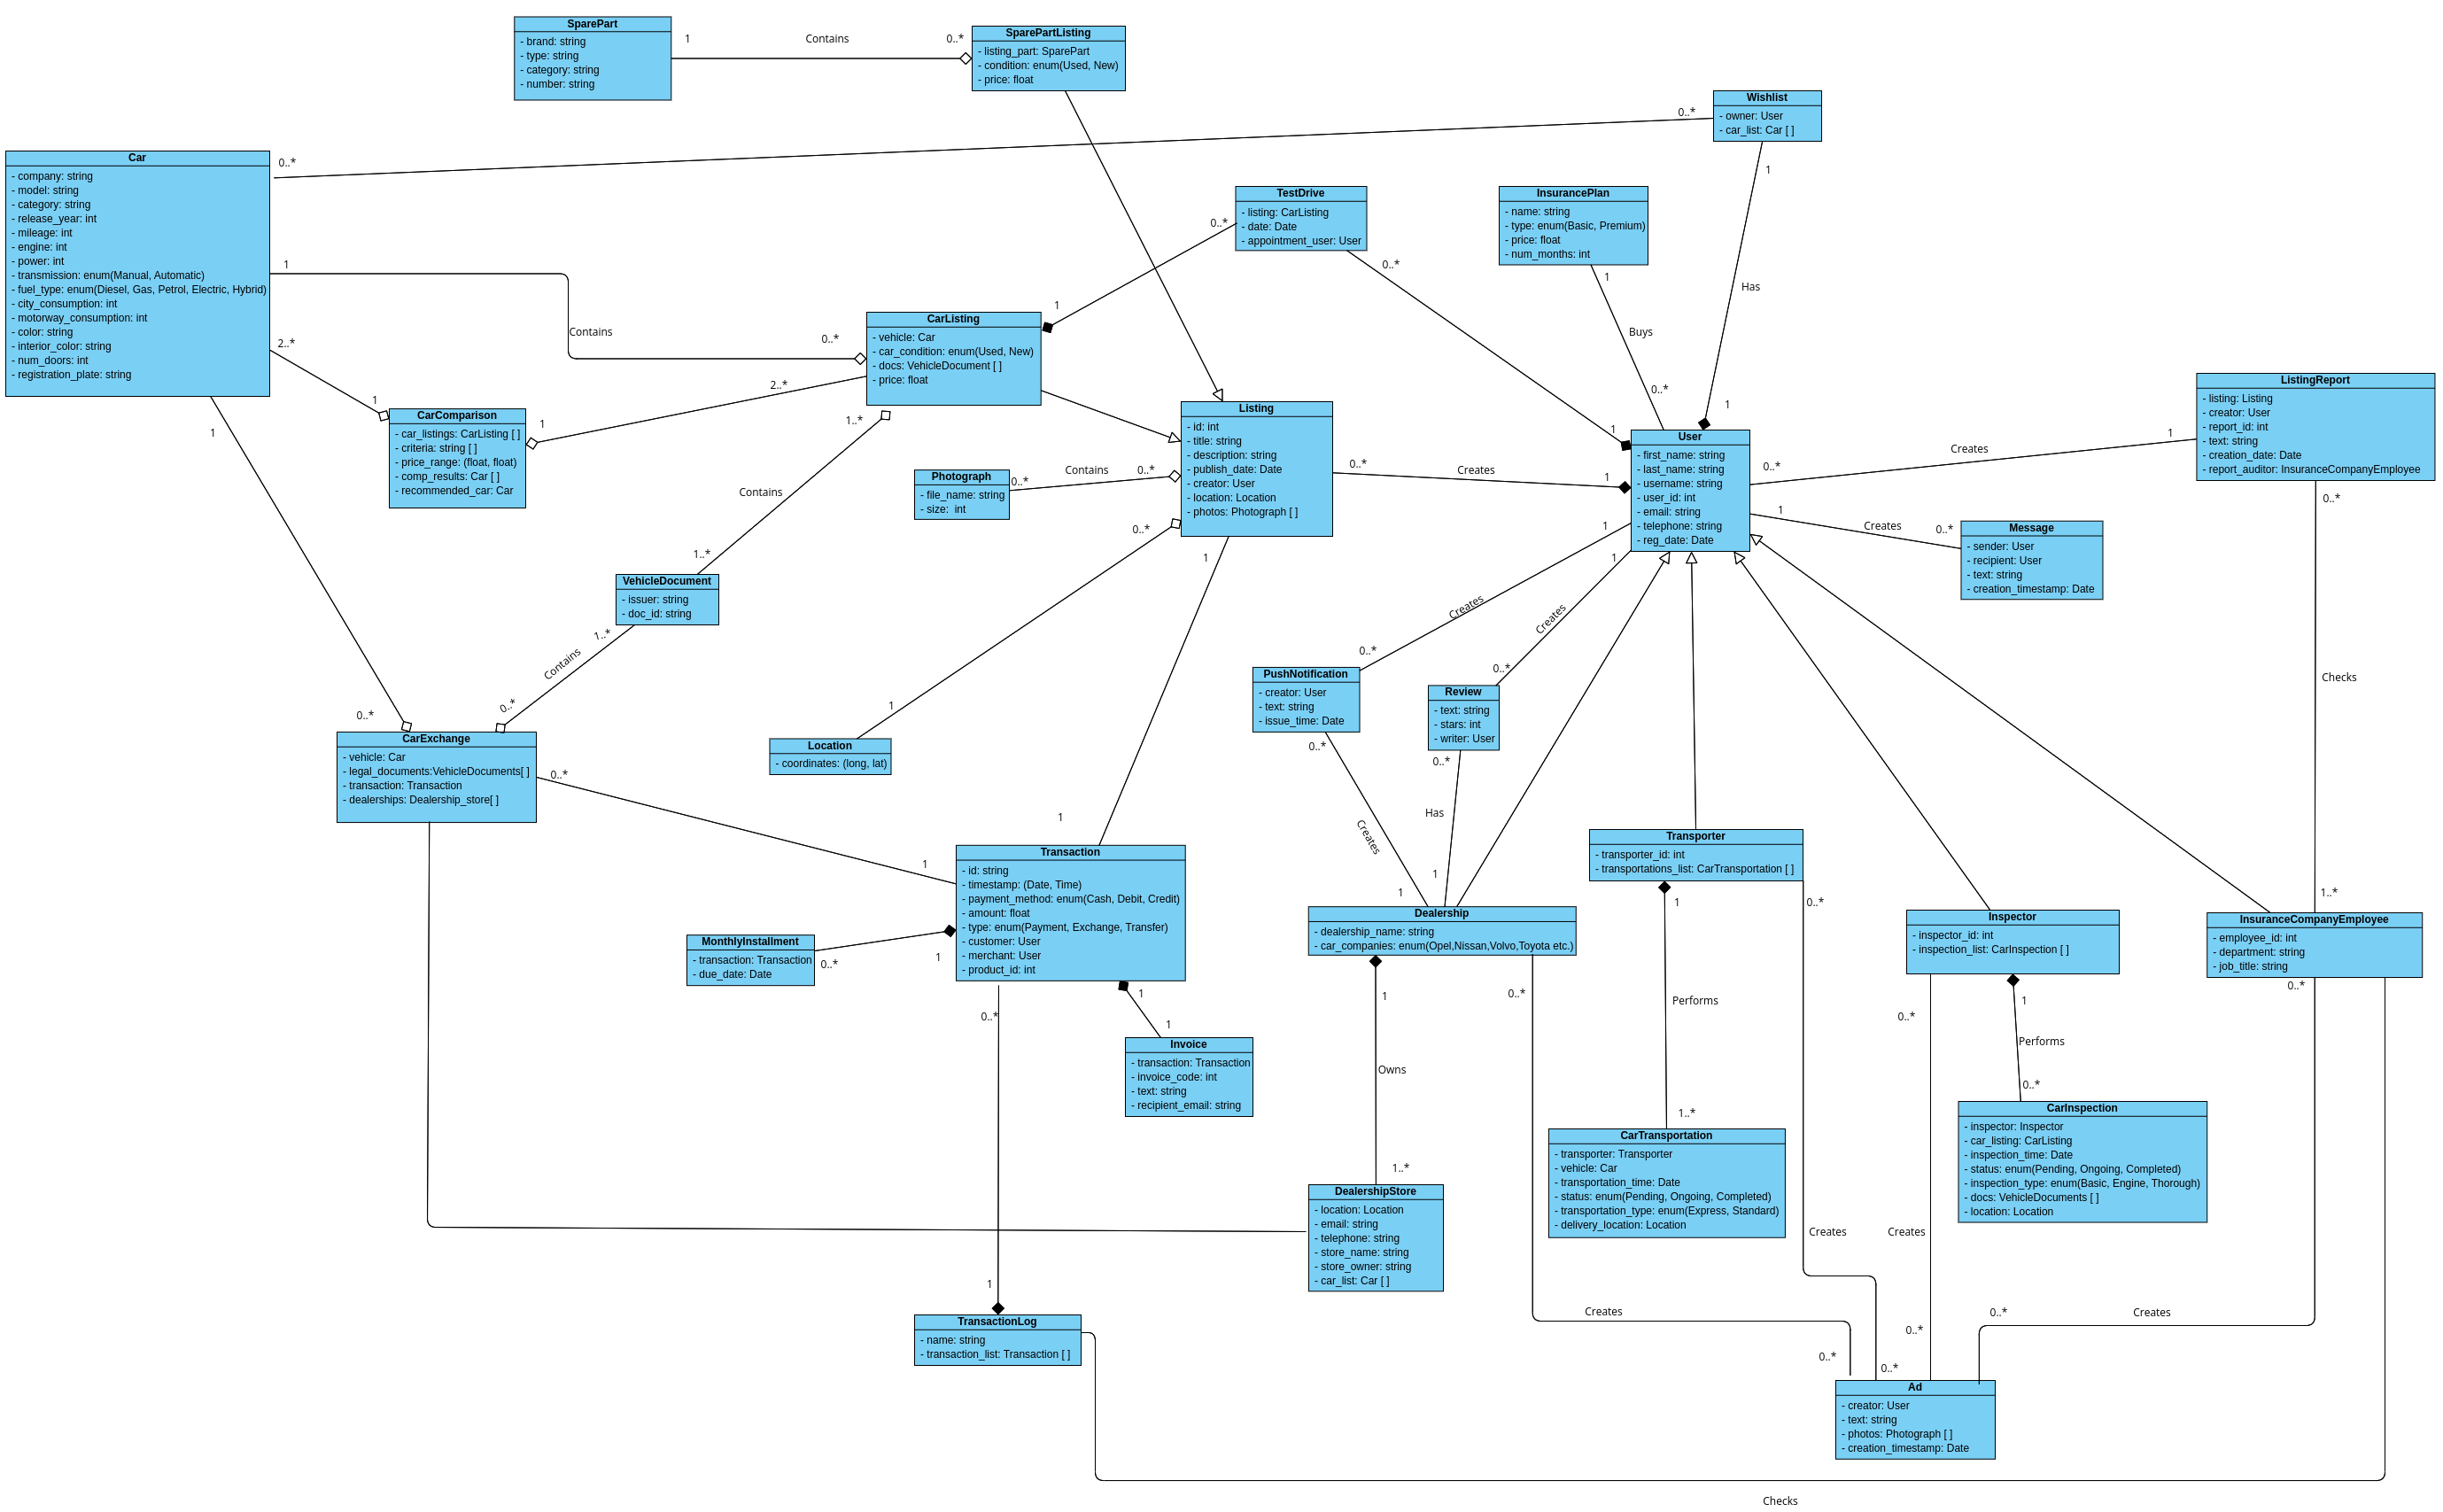 SparePart
- brand: string
- type: string
- category: string
- number: string
1
Contains
0..*
SparePartListing
- listing_part: SparePart
- condition: enum(Used, New)
- price: float
Wishlist
- owner: User
- car_list: Car [ ]
0..*
0..*
1
Has
1
Car
- company: string
- model: string
- category: string
- release_year: int
- mileage: int
- engine: int
- power: int
- transmission: enum(Manual, Automatic)
- fuel_type: enum(Diesel, Gas, Petrol, Electric, Hybrid)
- city_consumption: int
- motorway_consumption: int
- color: string
- interior_color: string
- num_doors: int
- registration_plate: string
1
Contains
0..*
2..*
1
1
2..*
1
0..*
TestDrive
- listing: CarListing
- date: Date
- appointment_user: User
0..*
1
0..*
1
InsurancePlan
- name: string
- type: enum(Basic, Premium)
- price: float
- num_months: int
1
Buys
0..*
CarListing
- vehicle: Car
- car_condition: enum(Used, New)
- docs: VehicleDocument [ ]
- price: float
1..*
Contains
1..*
CarComparison
- car_listings: CarListing [ ]
- criteria: string [ ]
- price_range: (float, float)
- comp_results: Car [ ]
- recommended_car: Car
Listing
- id: int
- title: string
- description: string
- publish_date: Date
- creator: User
- location: Location
- photos: Photograph [ ]
0..*
Creates
1
Photograph
- file_name: string
- size:  int
0..*
Contains
0..*
0..*
1
1
1
User
- first_name: string
- last_name: string
- username: string
- user_id: int
- email: string
- telephone: string
- reg_date: Date
0..*
Creates
1
ListingReport
- listing: Listing
- creator: User
- report_id: int
- text: string
- creation_date: Date
- report_auditor: InsuranceCompanyEmployee
0..*
Checks
1..*
1
Creates
0..*
Message
- sender: User
- recipient: User
- text: string
- creation_timestamp: Date
1
Creates
0..*
1
Creates
0..*
VehicleDocument
- issuer: string
- doc_id: string
1..*
Contains
0..*
PushNotification
- creator: User
- text: string
- issue_time: Date
0..*
Creates
1
Review
- text: string
- stars: int
- writer: User
0..*
Has
1
CarExchange
- vehicle: Car
- legal_documents:VehicleDocuments[ ]
- transaction: Transaction
- dealerships: Dealership_store[ ]
0..*
1
Location
- coordinates: (long, lat)
Transaction
- id: string
- timestamp: (Date, Time)
- payment_method: enum(Cash, Debit, Credit)
- amount: float
- type: enum(Payment, Exchange, Transfer)
- customer: User
- merchant: User
- product_id: int
MonthlyInstallment
- transaction: Transaction
- due_date: Date
0..*
1
1
1
Invoice
- transaction: Transaction
- invoice_code: int
- text: string
- recipient_email: string
0..*
1
TransactionLog
- name: string
- transaction_list: Transaction [ ]
Transporter
- transporter_id: int
- transportations_list: CarTransportation [ ]
1
Performs
1..*
0..*
Creates
0..*
Dealership
- dealership_name: string
- car_companies: enum(Opel,Nissan,Volvo,Toyota etc.)
1
Owns
1..*
0..*
Creates
0..*
Inspector
- inspector_id: int
- inspection_list: CarInspection [ ]
0..*
Creates
0..*
1
Performs
0..*
InsuranceCompanyEmployee
- employee_id: int
- department: string
- job_title: string
0..*
Creates
0..*
CarInspection
- inspector: Inspector
- car_listing: CarListing
- inspection_time: Date
- status: enum(Pending, Ongoing, Completed)
- inspection_type: enum(Basic, Engine, Thorough)
- docs: VehicleDocuments [ ]
- location: Location
CarTransportation
- transporter: Transporter
- vehicle: Car
- transportation_time: Date
- status: enum(Pending, Ongoing, Completed)
- transportation_type: enum(Express, Standard)
- delivery_location: Location
DealershipStore
- location: Location
- email: string
- telephone: string
- store_name: string
- store_owner: string
- car_list: Car [ ]
Ad
- creator: User
- text: string
- photos: Photograph [ ]
- creation_timestamp: Date
Checks